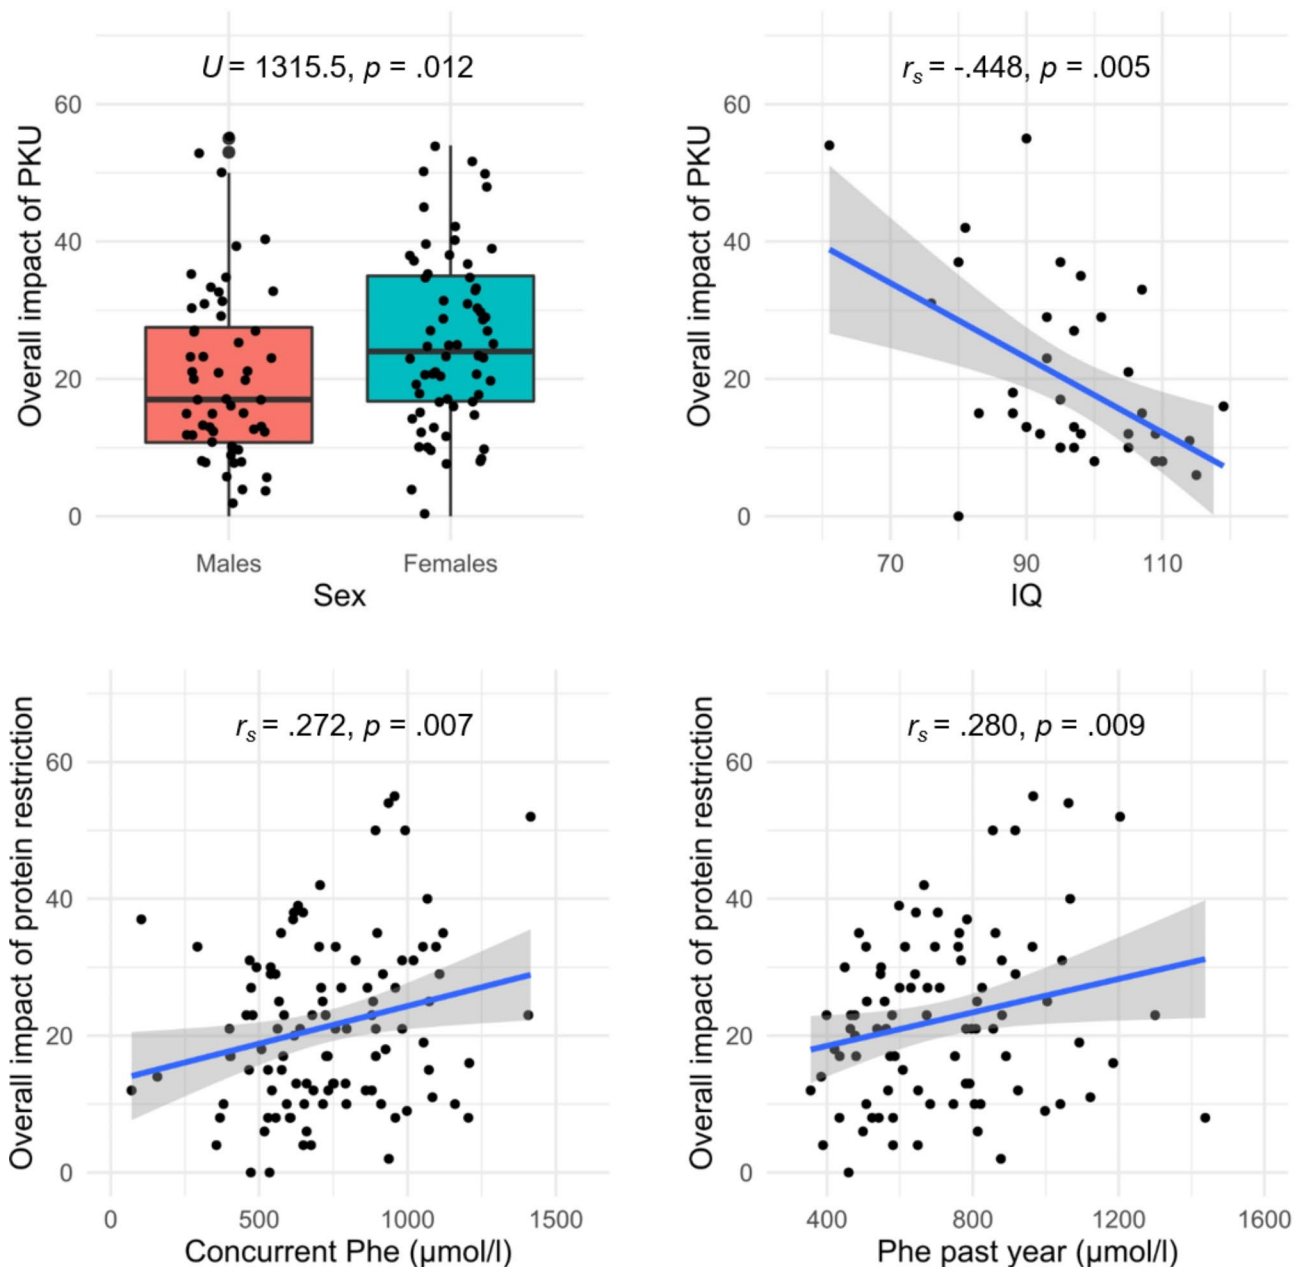 U = 1315.5, p = .012
60
40
20
0
Overall impact of PKU
Males Females
Sex
rs = -.448, p = .005
60
40
20
0
Overall impact of PKU
70 90 110
IQ
rs = .272, p = .007
60
40
20
0
Overall impact of protein restriction
0 500 1000 1500
Concurrent Phe (µmol/l)
rs = .280, p = .009
60
40
20
0
Overall impact of protein restriction
400 800 1200 1600
Phe past year (µmol/l)